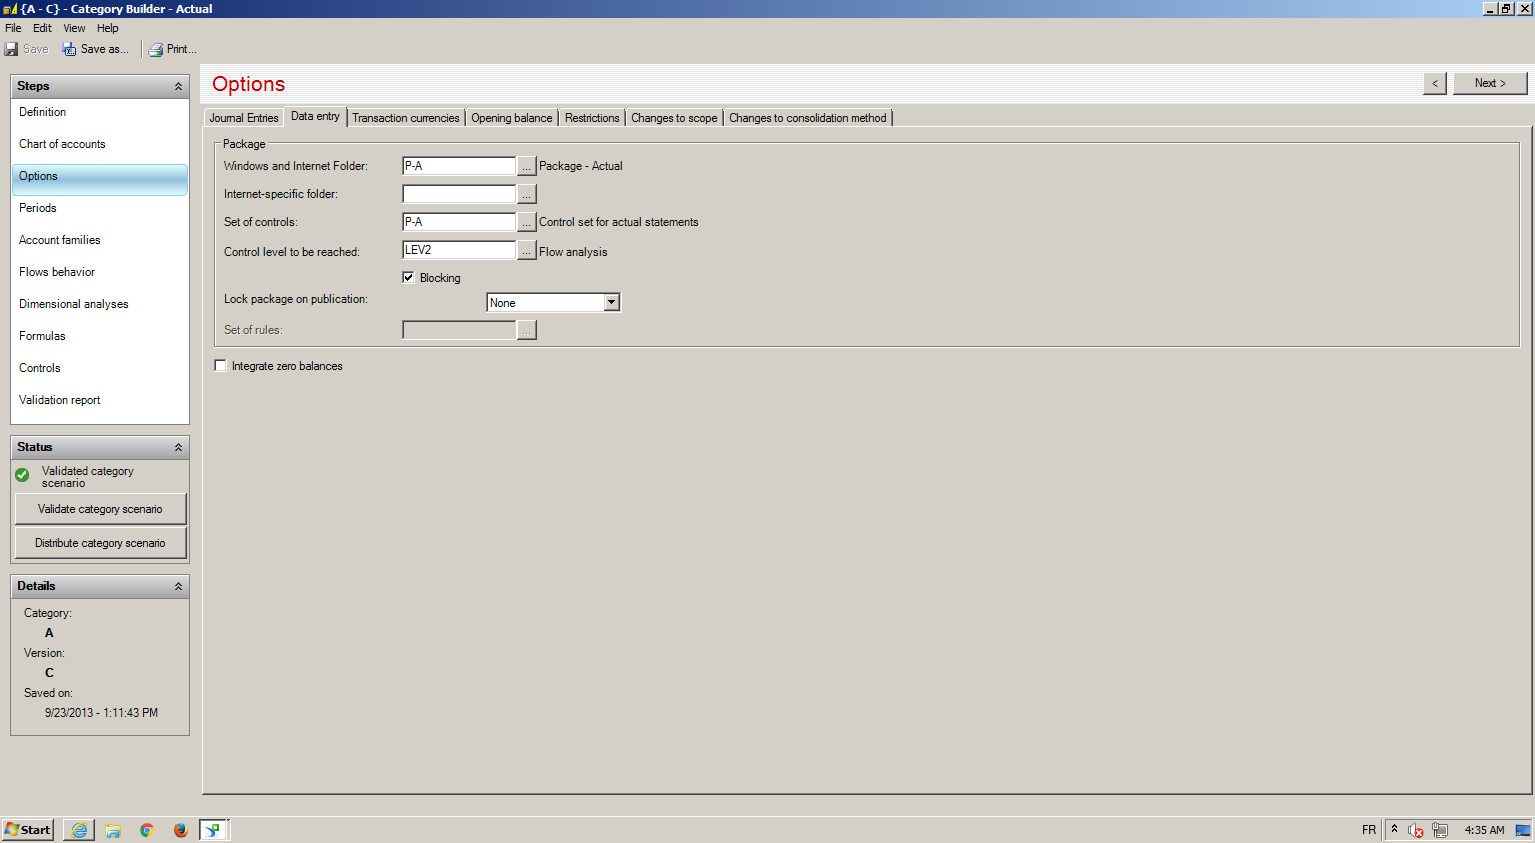 {A - C} - Category Builder - Actual
File Edit View Help
Save Save as... Print...
Steps
Definition
Chart of accounts
Options
Periods
Account families
Flows behavior
Dimensional analyses
Formulas
Controls
Validation report
Status
Validated category
scenario
Validate category scenario
Distribute category scenario
Details
Category:
A
Version:
C
Saved on:
9/23/2013 - 1:11:43 PM
Options
< Next >
Journal Entries Data entry Transaction currencies Opening balance Restrictions Changes to scope Changes to consolidation method
Package
Windows and Internet Folder: P-A ... Package - Actual
Internet-specific folder: ...
Set of controls: P-A ... Control set for actual statements
Control level to be reached: LEV2 ... Flow analysis
Blocking
Lock package on publication: None
Set of rules: ...
Integrate zero balances
Start FR 4:35 AM